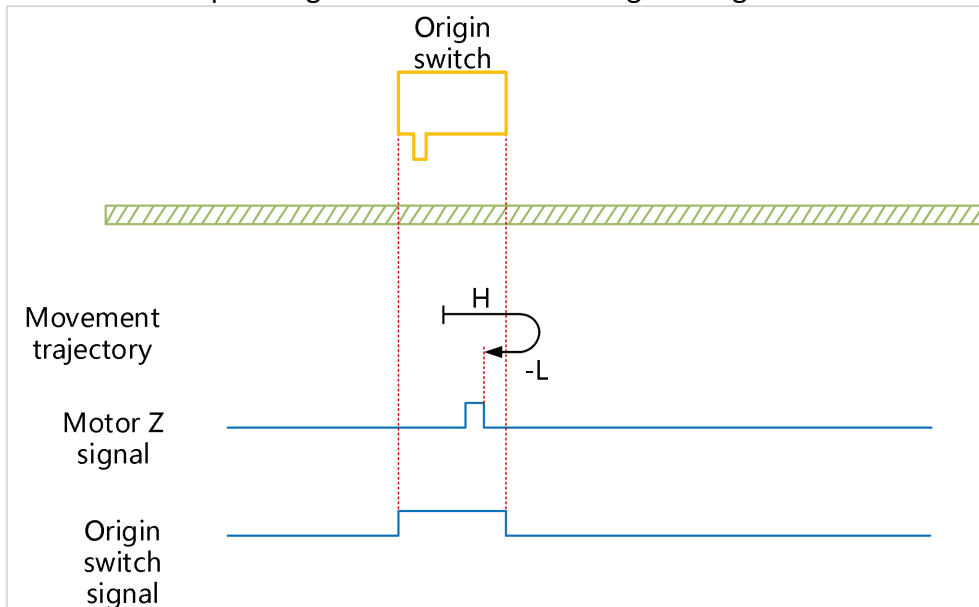 Origin
switch
H
Movement
trajectory
-L
Motor Z
signal
Origin
switch
signal